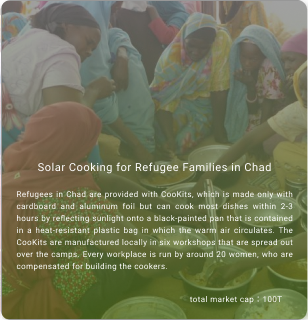 Solar Cooking for Refugee Families in Chad
Refugees in Chad are provided with CooKits, which is made only with
cardboard and aluminum foil but can cook most dishes within 2-3
hours by reflecting sunlight onto a black-painted pan that is contained
in a heat-resistant plastic bag in which the warm air circulates. The
CooKits are manufactured locally in six workshops that are spread out
over the camps. Every workplace is run by around 20 women, who are
compensated for building the cookers.
total market cap : 100T